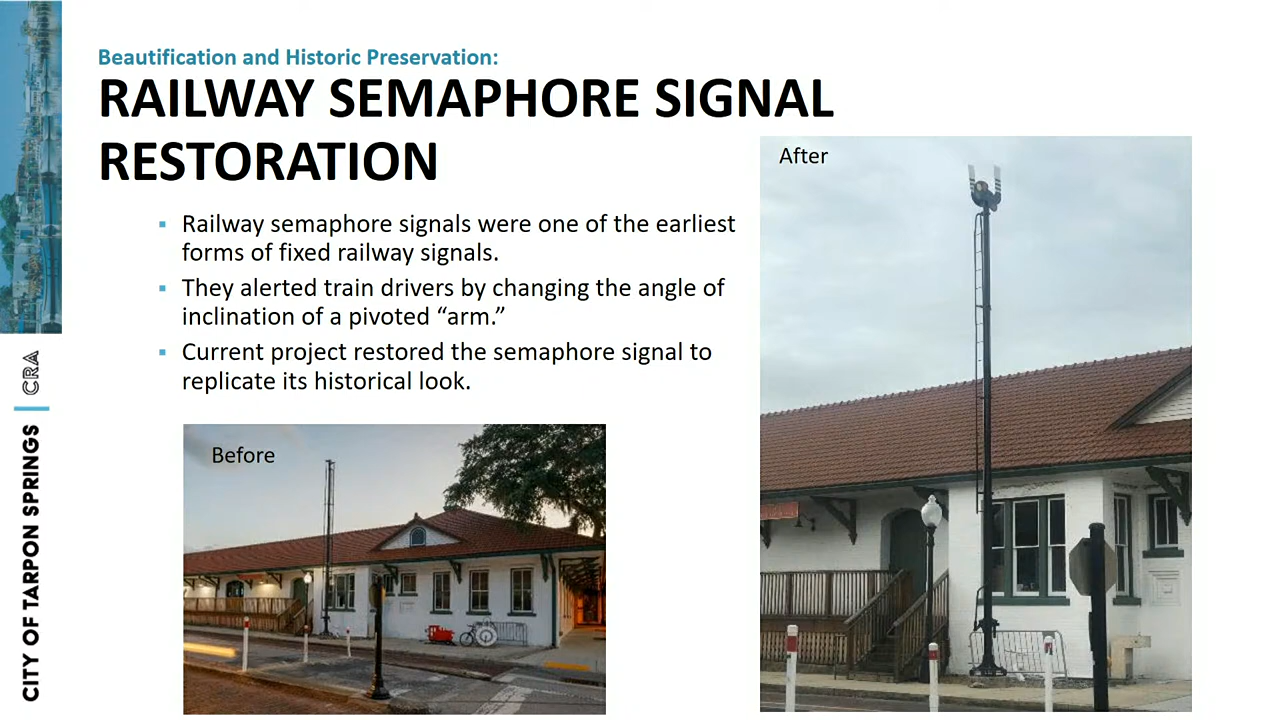 Beautification and Historic Preservation:
RAILWAY SEMAPHORE SIGNAL
RESTORATION
▪ Railway semaphore signals were one of the earliest
forms of fixed railway signals.
▪ They alerted train drivers by changing the angle of
inclination of a pivoted “arm.”
▪ Current project restored the semaphore signal to
replicate its historical look.
Before
After
CITY OF TARPON SPRINGS | CRA